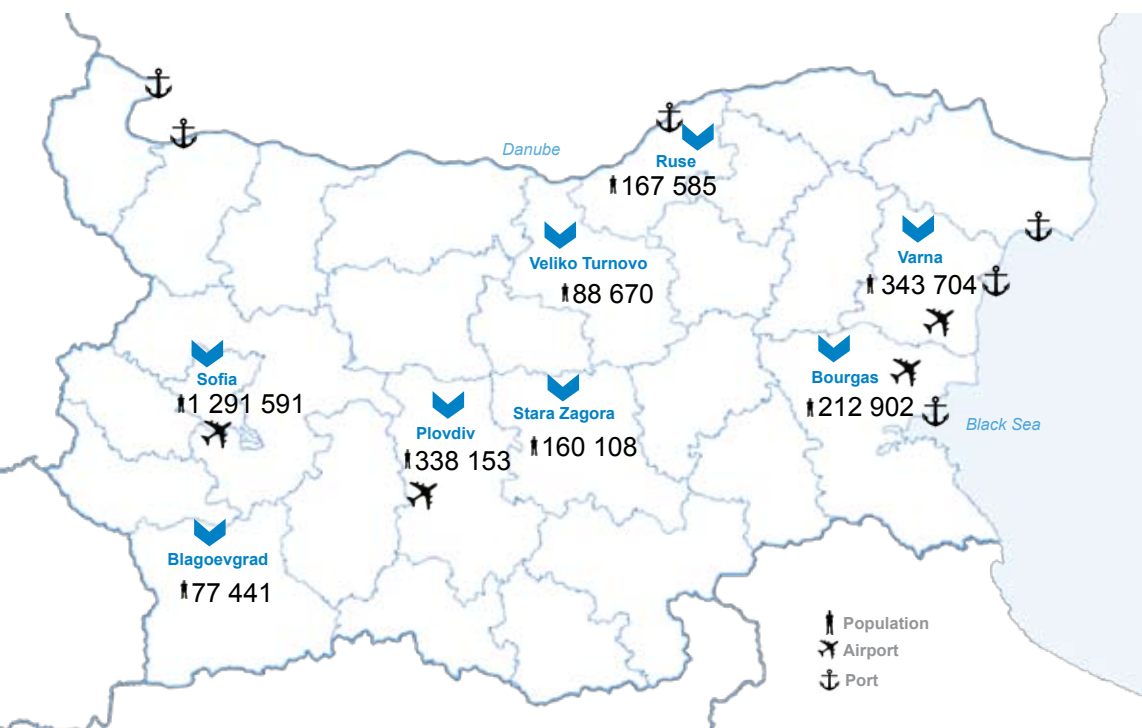 Danube
Ruse
167 585
Veliko Turnovo
88 670
Varna
343 704
Sofia
1 291 591
Bourgas
212 902
Plovdiv
338 153
Stara Zagora
160 108
Black Sea
Blagoevgrad
77 441
Population
Airport
Port